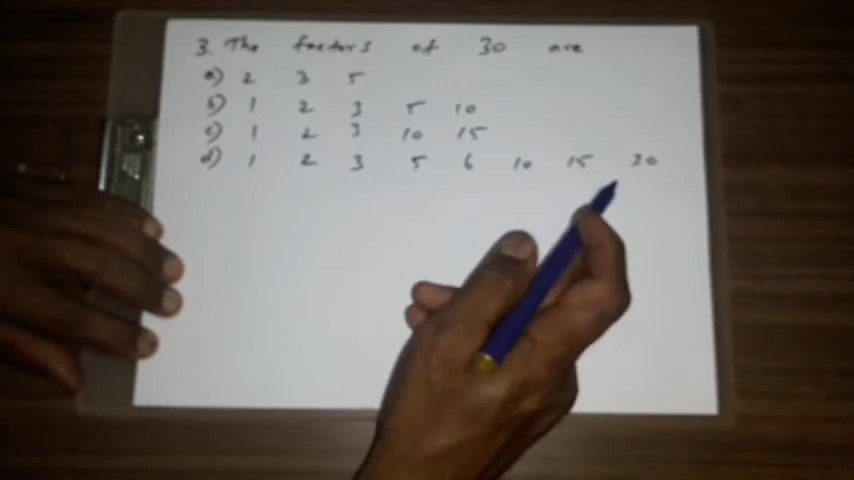 3. The factors of 30 are
a) 2 3 5
b) 1 2 3 5 10
c) 1 2 3 10 15
d) 1 2 3 5 6 10 15 30